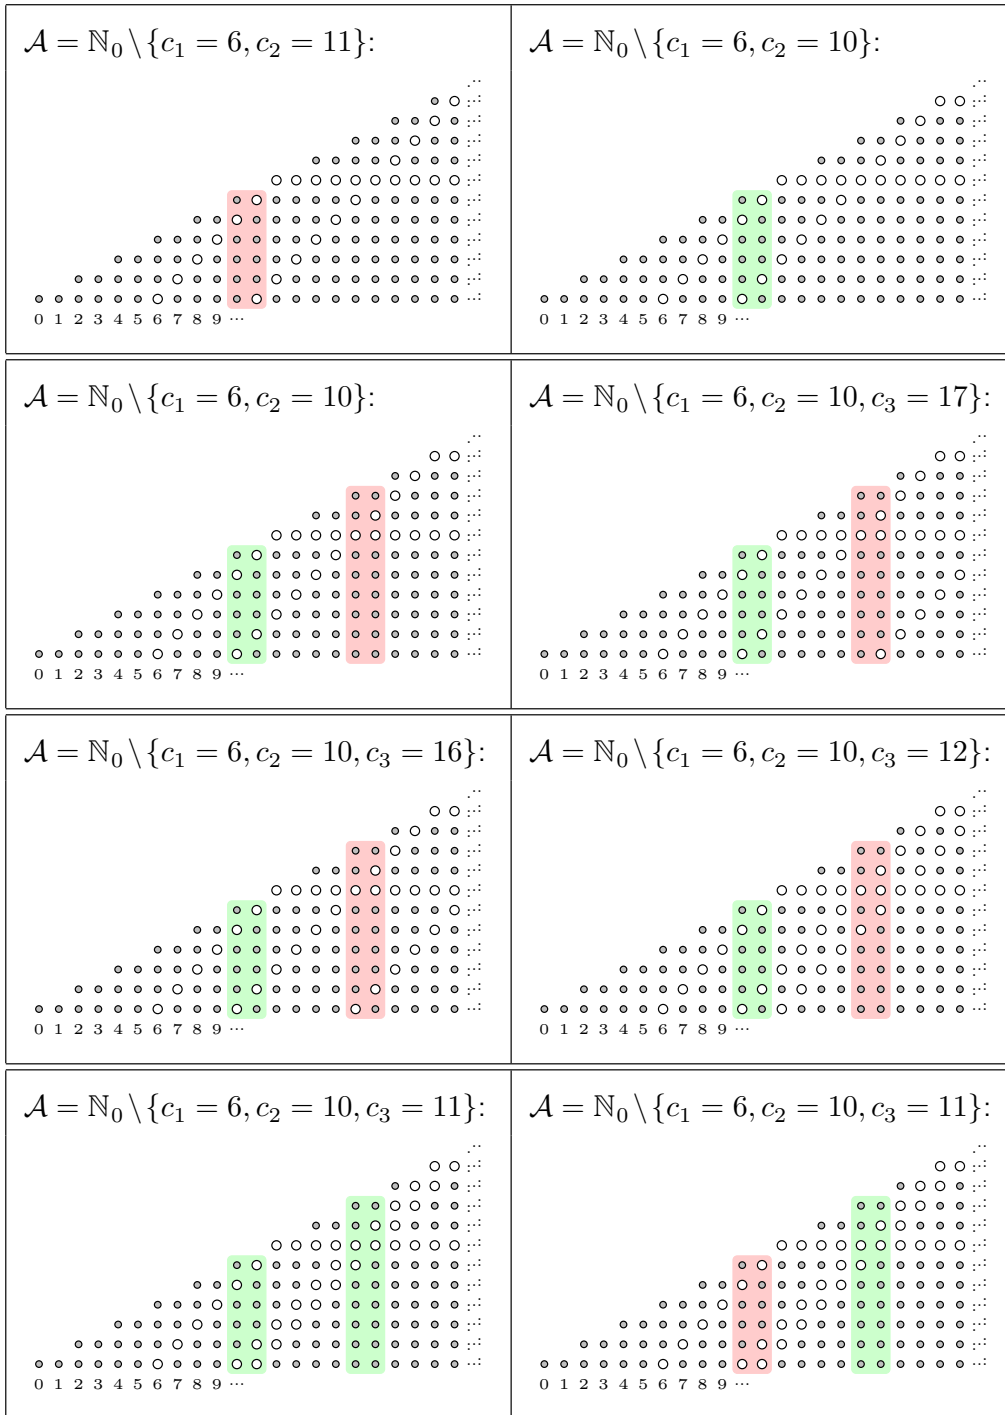 𝒜 = ℕ₀ \ {c₁ = 6, c₂ = 11}:
0 1 2 3 4 5 6 7 8 9 ...
𝒜 = ℕ₀ \ {c₁ = 6, c₂ = 10}:
0 1 2 3 4 5 6 7 8 9 ...
𝒜 = ℕ₀ \ {c₁ = 6, c₂ = 10}:
0 1 2 3 4 5 6 7 8 9 ...
𝒜 = ℕ₀ \ {c₁ = 6, c₂ = 10, c₃ = 17}:
0 1 2 3 4 5 6 7 8 9 ...
𝒜 = ℕ₀ \ {c₁ = 6, c₂ = 10, c₃ = 16}:
0 1 2 3 4 5 6 7 8 9 ...
𝒜 = ℕ₀ \ {c₁ = 6, c₂ = 10, c₃ = 12}:
0 1 2 3 4 5 6 7 8 9 ...
𝒜 = ℕ₀ \ {c₁ = 6, c₂ = 10, c₃ = 11}:
0 1 2 3 4 5 6 7 8 9 ...
𝒜 = ℕ₀ \ {c₁ = 6, c₂ = 10, c₃ = 11}:
0 1 2 3 4 5 6 7 8 9 ...